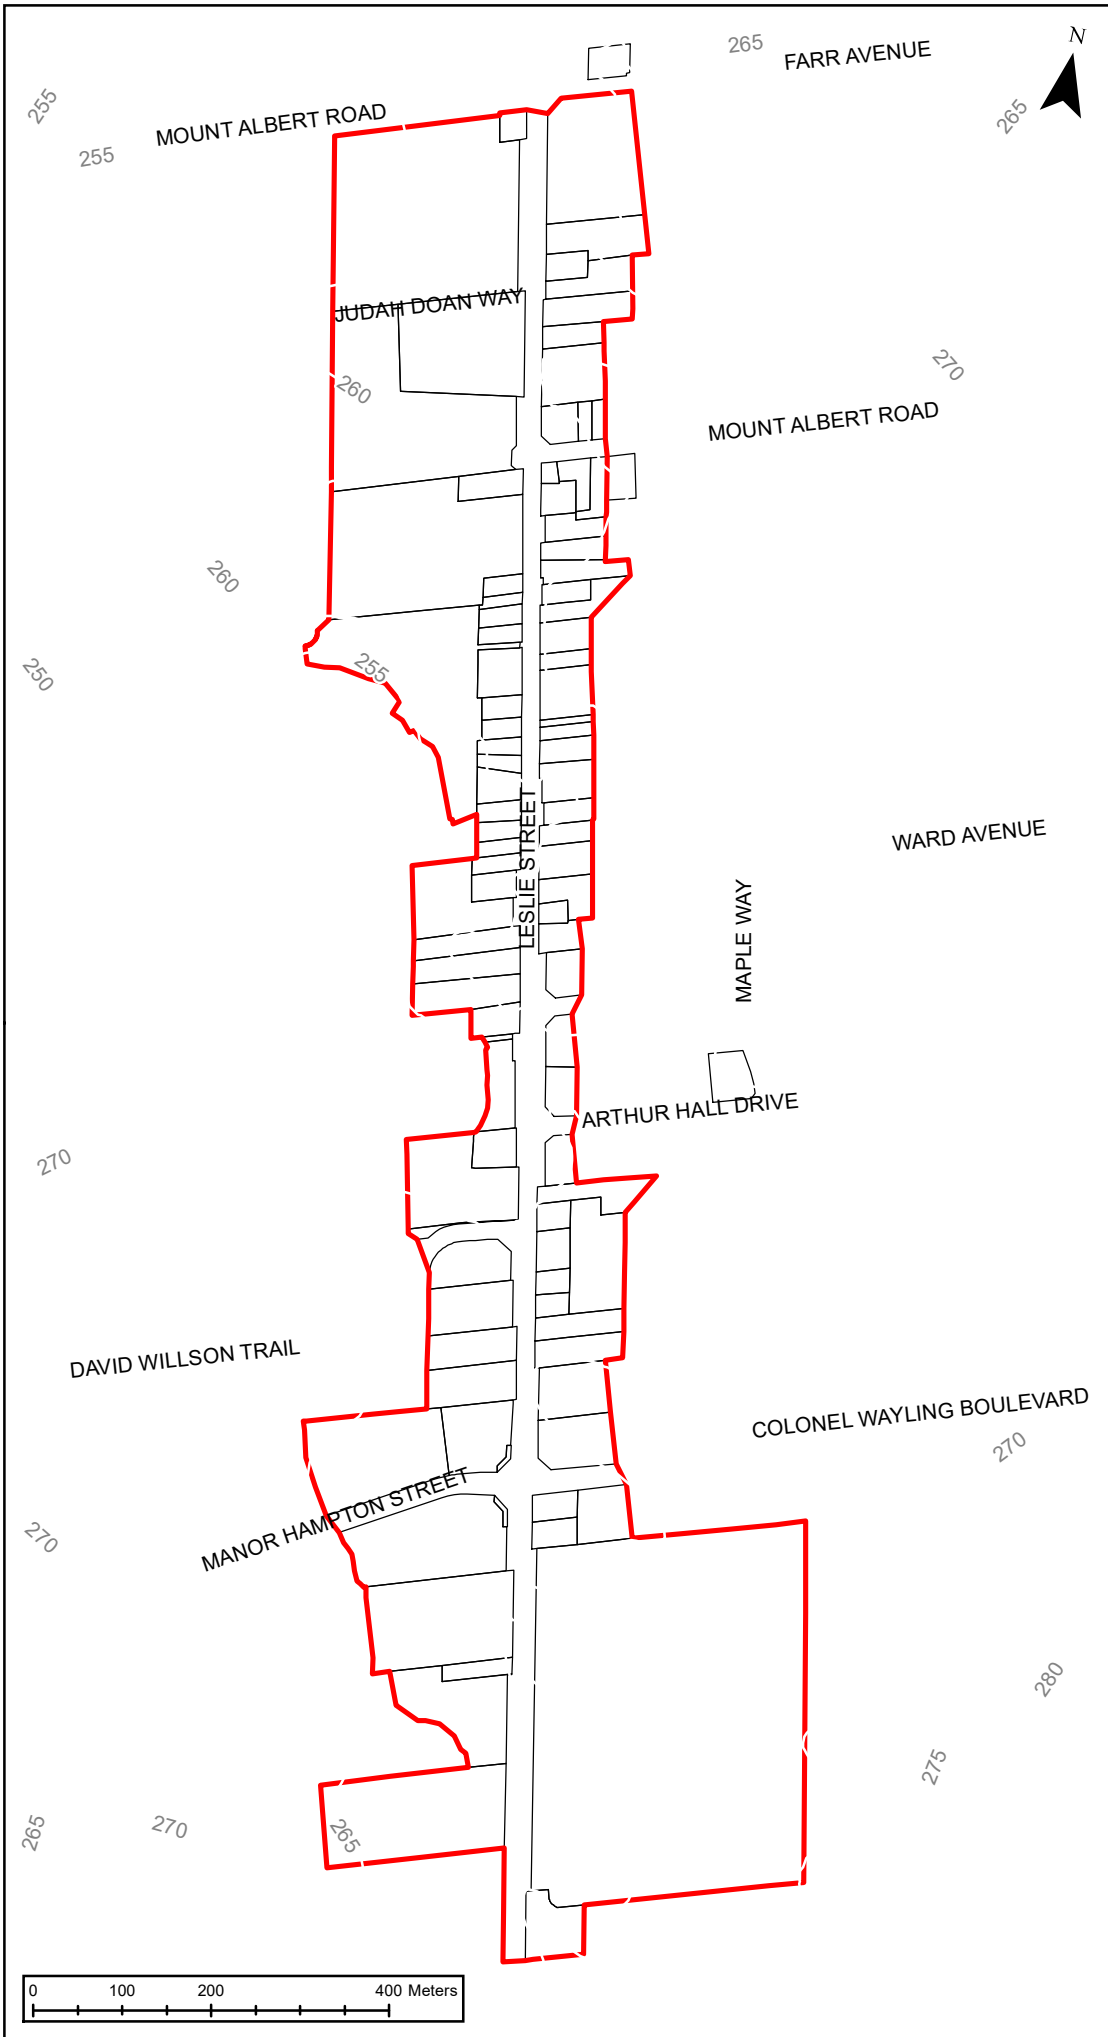 N
265
FARR AVENUE
255
MOUNT ALBERT ROAD
265
255
JUDAH DOAN WAY
270
260
MOUNT ALBERT ROAD
260
250
255
LESLIE STREET
WARD AVENUE
MAPLE WAY
ARTHUR HALL DRIVE
270
DAVID WILLSON TRAIL
COLONEL WAYLING BOULEVARD
270
MANOR HAMPTON STREET
270
280
275
265
270
265
0 100 200 400 Meters